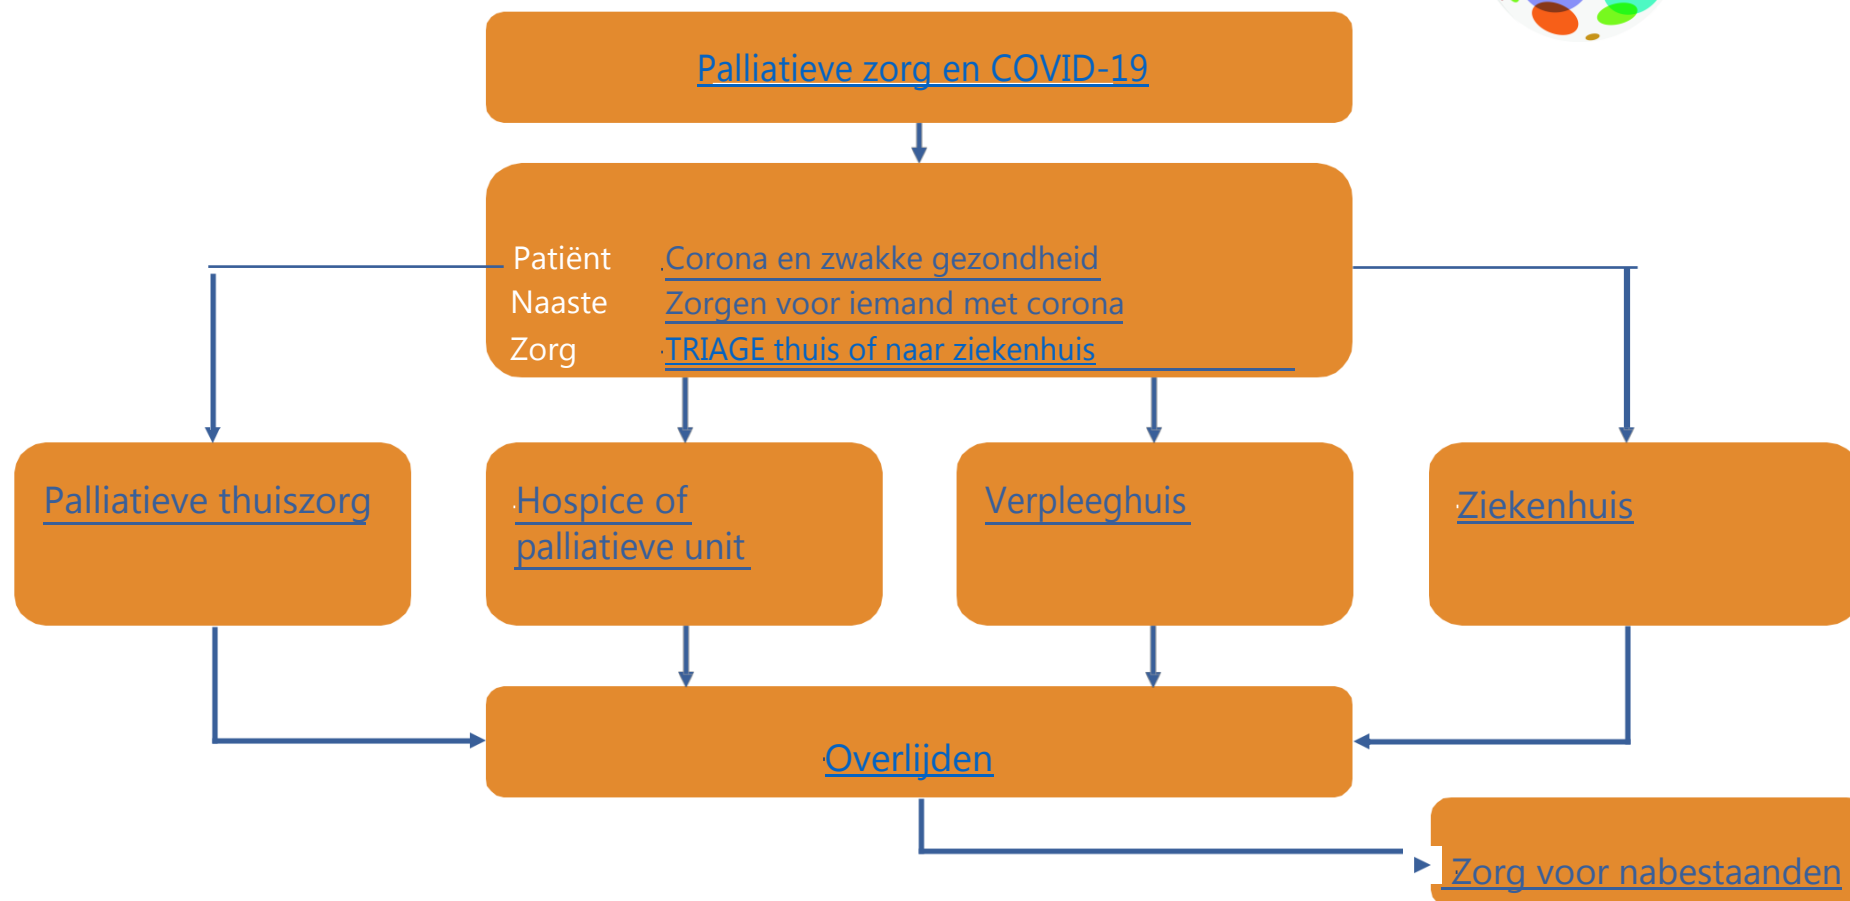 Palliatieve zorg en COVID-19
Patiënt Corona en zwakke gezondheid
Naaste Zorgen voor iemand met corona
Zorg TRIAGE thuis of naar ziekenhuis
Palliatieve thuiszorg
Hospice of
palliatieve unit
Verpleeghuis
Ziekenhuis
Overlijden
Zorg voor nabestaanden